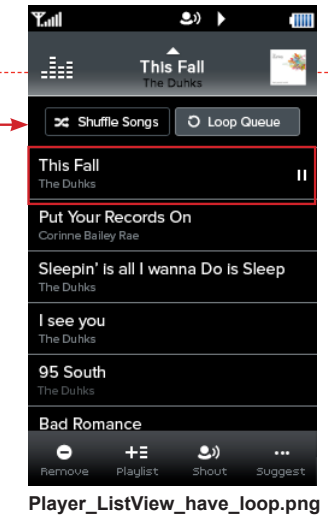 This Fall
The Duhks
Shuffle Songs
Loop Queue
This Fall
The Duhks
Put Your Records On
Corinne Bailey Rae
Sleepin' is all I wanna Do is Sleep
The Duhks
I see you
The Duhks
95 South
The Duhks
Bad Romance
Remove
Playlist
Shout
Suggest
Player_ListView_have_loop.png